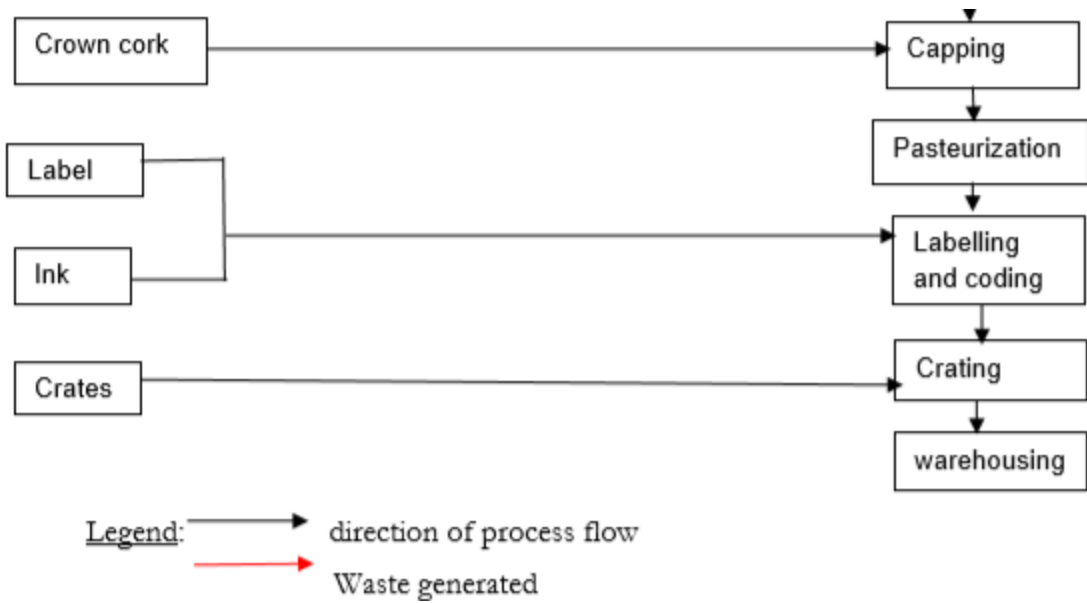 Crown cork
Capping
Pasteurization
Label
Labelling
and coding
Ink
Crates
Crating
warehousing
Legend: direction of process flow
Waste generated